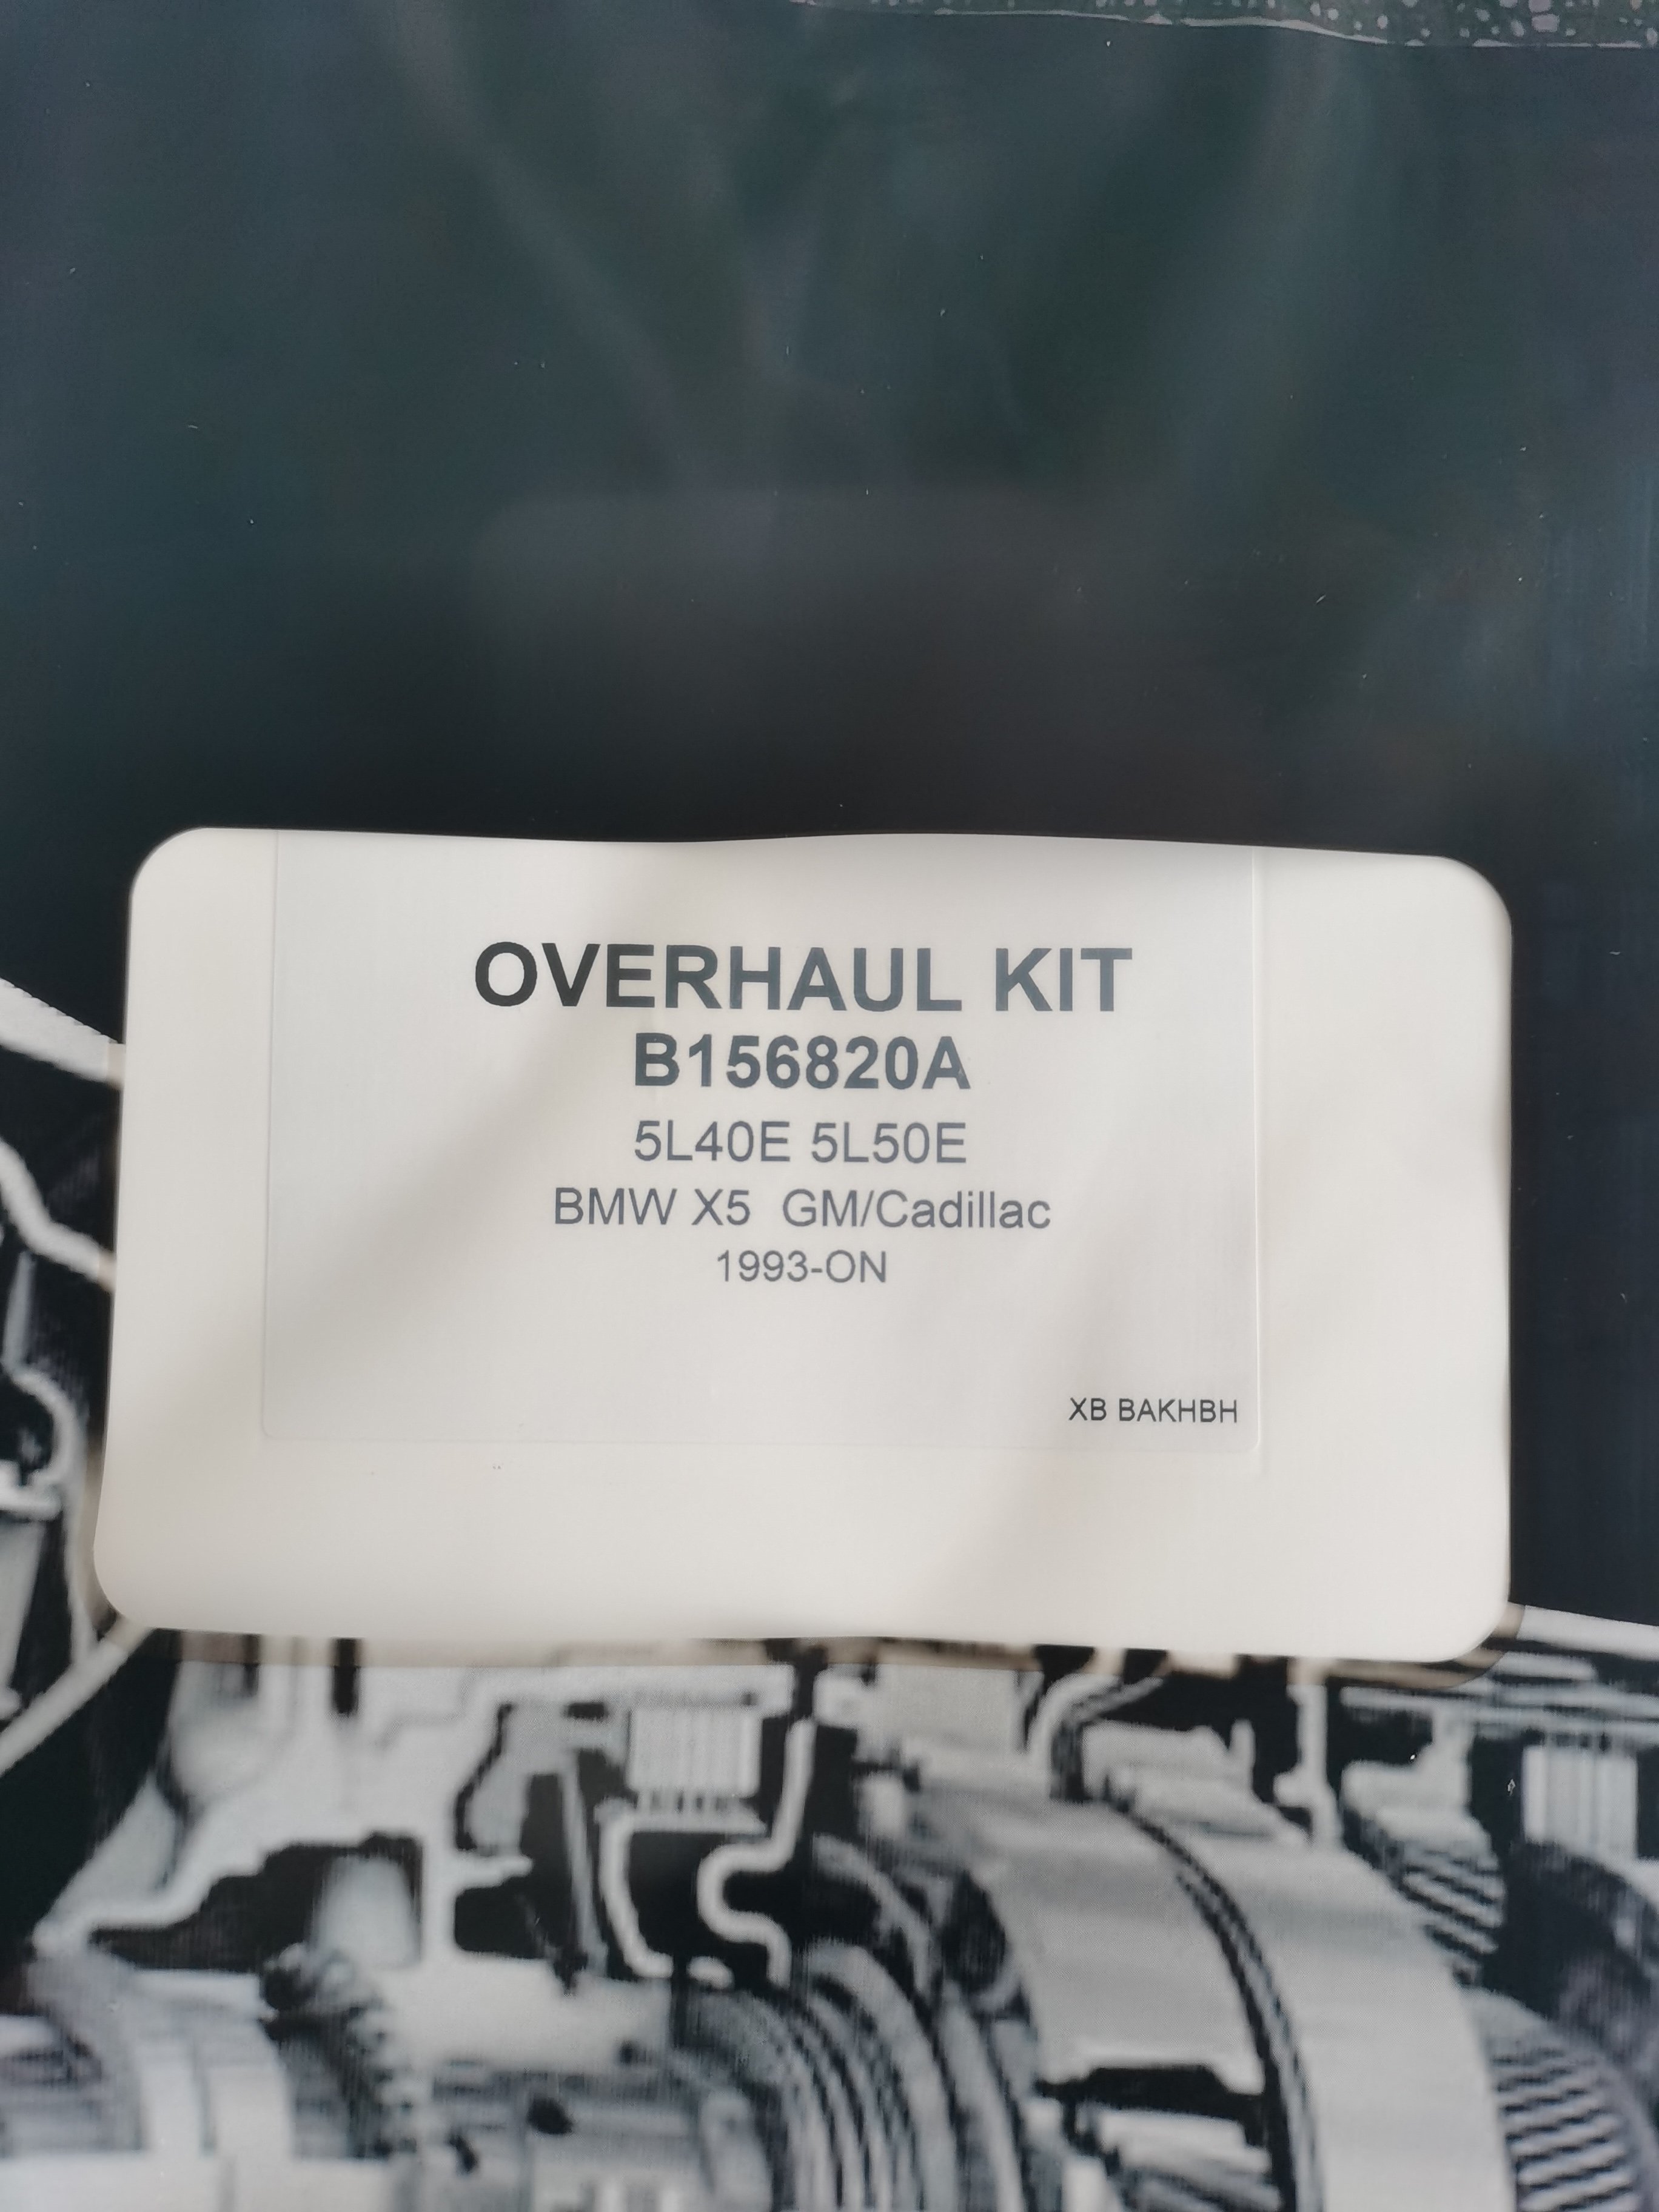 OVERHAUL KIT
B156820A
5L40E 5L50E
BMW X5  GM/Cadillac
1993-ON
XB BAKHBH